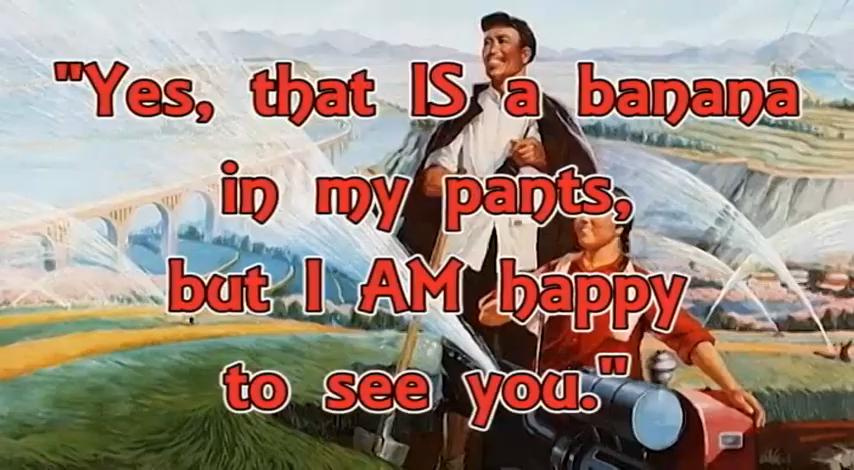 "Yes, that IS a banana
in my pants,
but I AM happy
to see you."